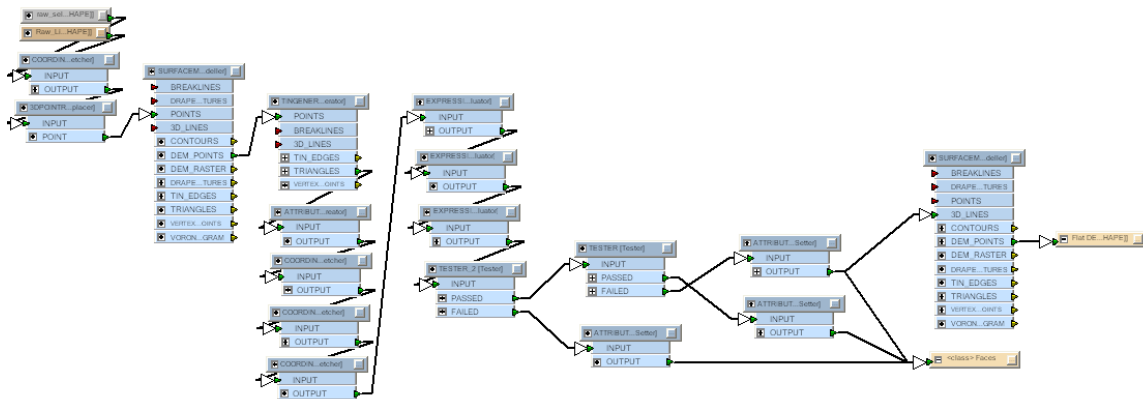 raw_sel...HAPE]]
Raw_Li...HAPE]]
COORDIN...etcher]
INPUT
OUTPUT
3DPOINTR...placer]
INPUT
POINT
SURFACEM...deller]
BREAKLINES
DRAPE...TURES
POINTS
3D_LINES
CONTOURS
DEM_POINTS
DEM_RASTER
DRAPE...TURES
TIN_EDGES
TRIANGLES
VERTEX...OINTS
VORON...GRAM
TINGENER...erator]
POINTS
BREAKLINES
3D_LINES
TIN_EDGES
TRIANGLES
VERTEX...OINTS
ATTRIBUT...reator]
INPUT
OUTPUT
COORDIN...etcher]
INPUT
OUTPUT
COORDIN...etcher]
INPUT
OUTPUT
COORDIN...etcher]
INPUT
OUTPUT
EXPRESSI...luator]
INPUT
OUTPUT
EXPRESSI...luator]
INPUT
OUTPUT
EXPRESSI...luator]
INPUT
OUTPUT
TESTER_2 [Tester]
INPUT
PASSED
FAILED
TESTER [Tester]
INPUT
PASSED
FAILED
ATTRIBUT...Setter]
INPUT
OUTPUT
ATTRIBUT...Setter]
INPUT
OUTPUT
ATTRIBUT...Setter]
INPUT
OUTPUT
SURFACEM...deller]
BREAKLINES
DRAPE...TURES
POINTS
3D_LINES
CONTOURS
DEM_POINTS
DEM_RASTER
DRAPE...TURES
TIN_EDGES
TRIANGLES
VERTEX...OINTS
VORON...GRAM
Flat DE...HAPE]]
<class> Faces